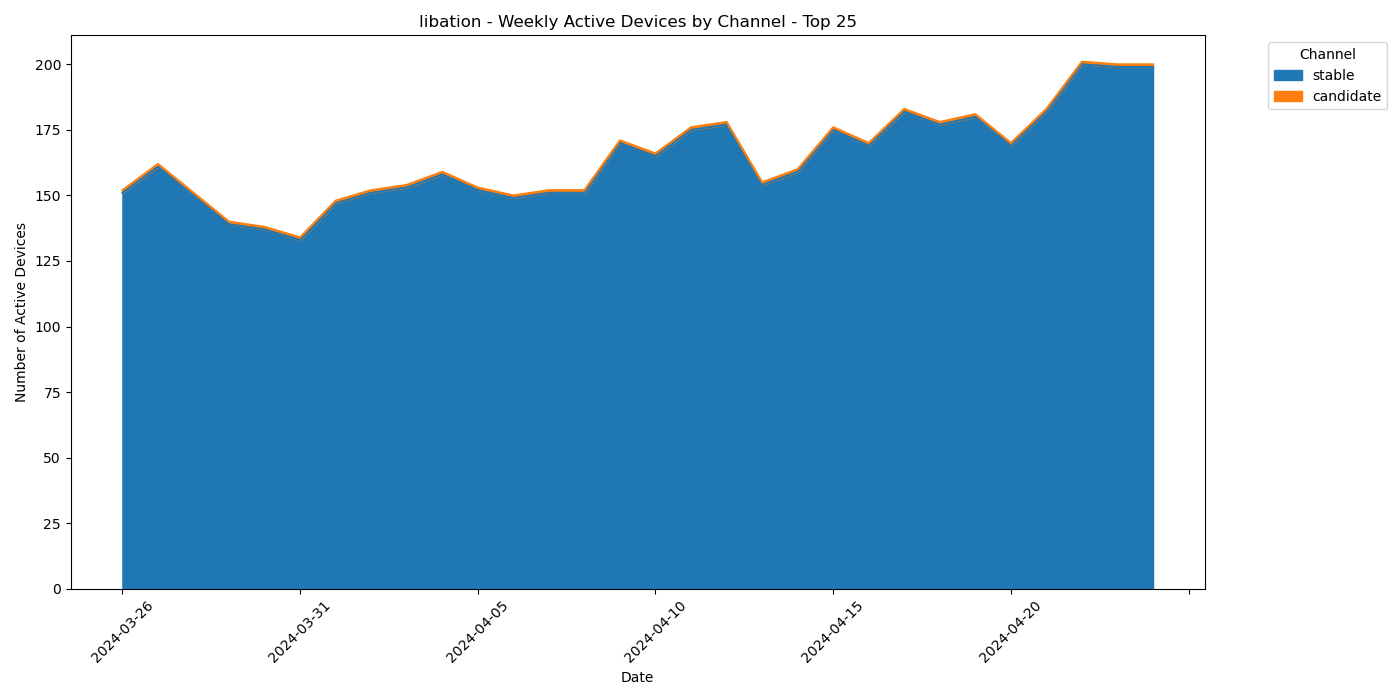 libation - Weekly Active Devices by Channel - Top 25
Channel
stable
candidate
Number of Active Devices
200
175
150
125
100
75
50
25
0
2024-03-26
2024-03-31
2024-04-05
2024-04-10
2024-04-15
2024-04-20
Date